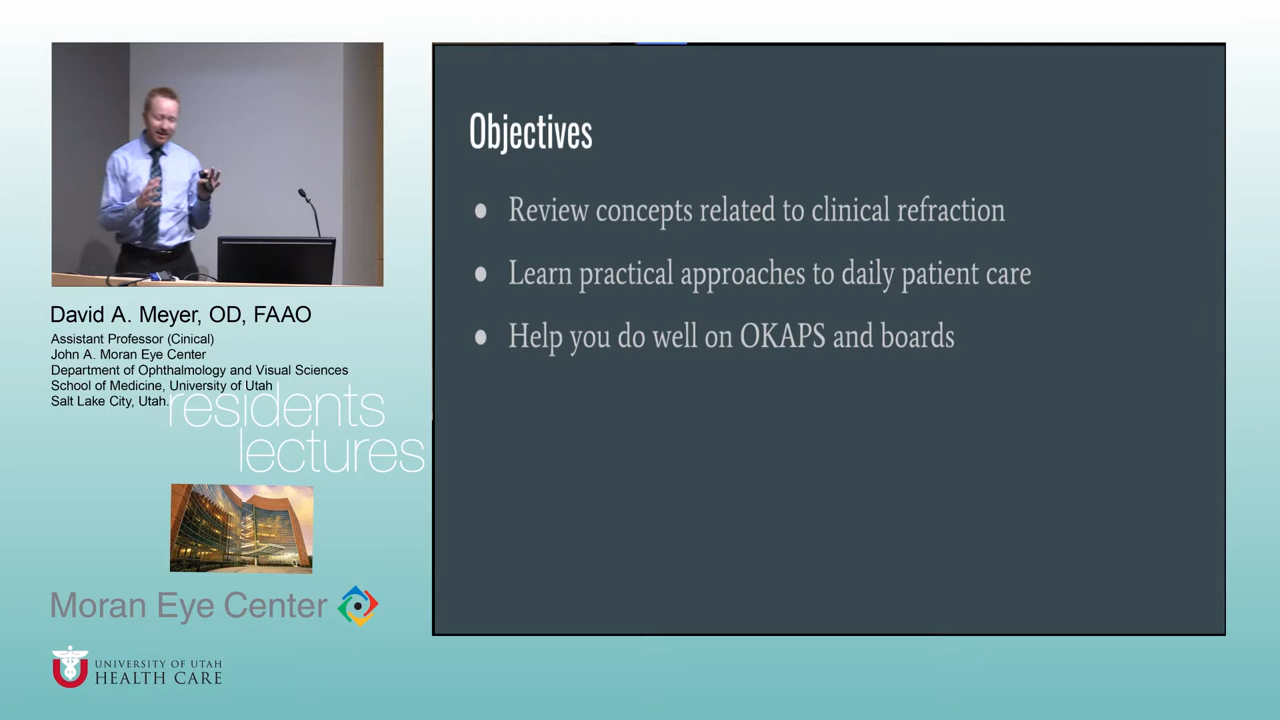 David A. Meyer, OD, FAAO
Assistant Professor (Cinical)
John A. Moran Eye Center
Department of Ophthalmology and Visual Sciences
School of Medicine, University of Utah
Salt Lake City, Utah.
residents
lectures
Moran Eye Center
UNIVERSITY OF UTAH
HEALTH CARE
Objectives
● Review concepts related to clinical refraction
● Learn practical approaches to daily patient care
● Help you do well on OKAPS and boards